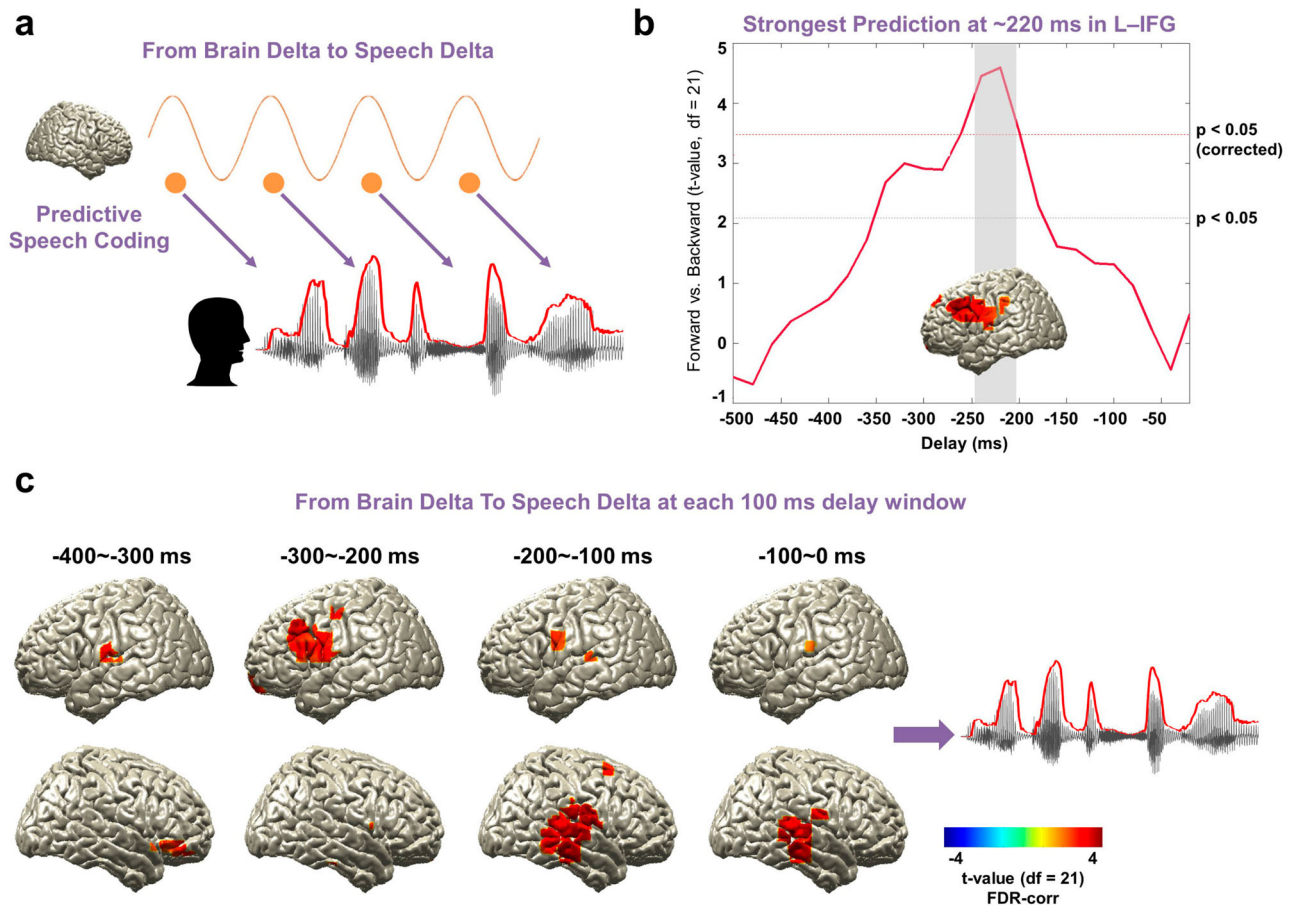 a
From Brain Delta to Speech Delta
Predictive
Speech Coding
b
Strongest Prediction at ~220 ms in L–IFG
Forward vs. Backward (t-value, df = 21)
5
4
3
2
1
0
-1
p < 0.05
(corrected)
p < 0.05
-500 -450 -400 -350 -300 -250 -200 -150 -100 -50
Delay (ms)
c
From Brain Delta To Speech Delta at each 100 ms delay window
-400~-300 ms
-300~-200 ms
-200~-100 ms
-100~0 ms
-4 4
t-value (df = 21)
FDR-corr